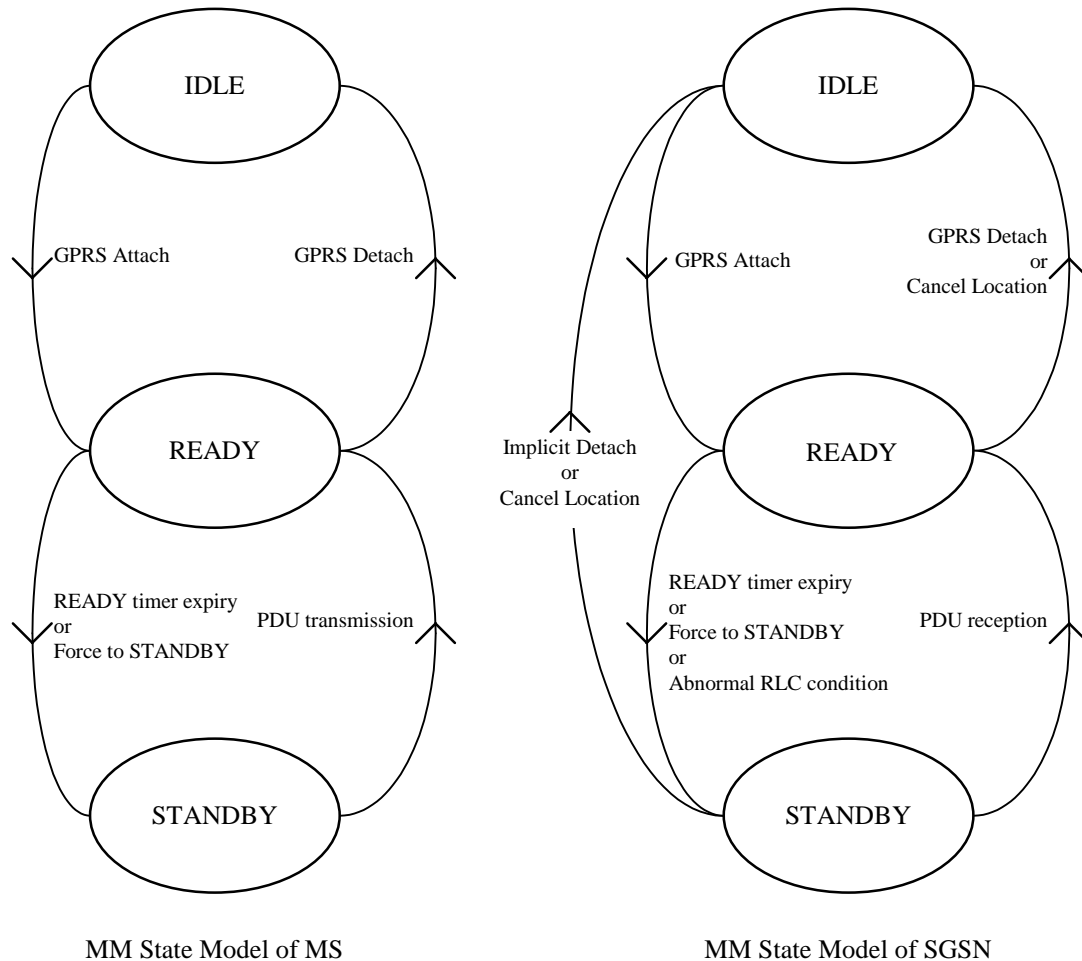 IDLE
GPRS Attach
GPRS Detach
READY
READY timer expiry
or
Force to STANDBY
PDU transmission
STANDBY
MM State Model of MS
IDLE
GPRS Attach
GPRS Detach
or
Cancel Location
Implicit Detach
or
Cancel Location
READY
READY timer expiry
or
Force to STANDBY
or
Abnormal RLC condition
PDU reception
STANDBY
MM State Model of SGSN